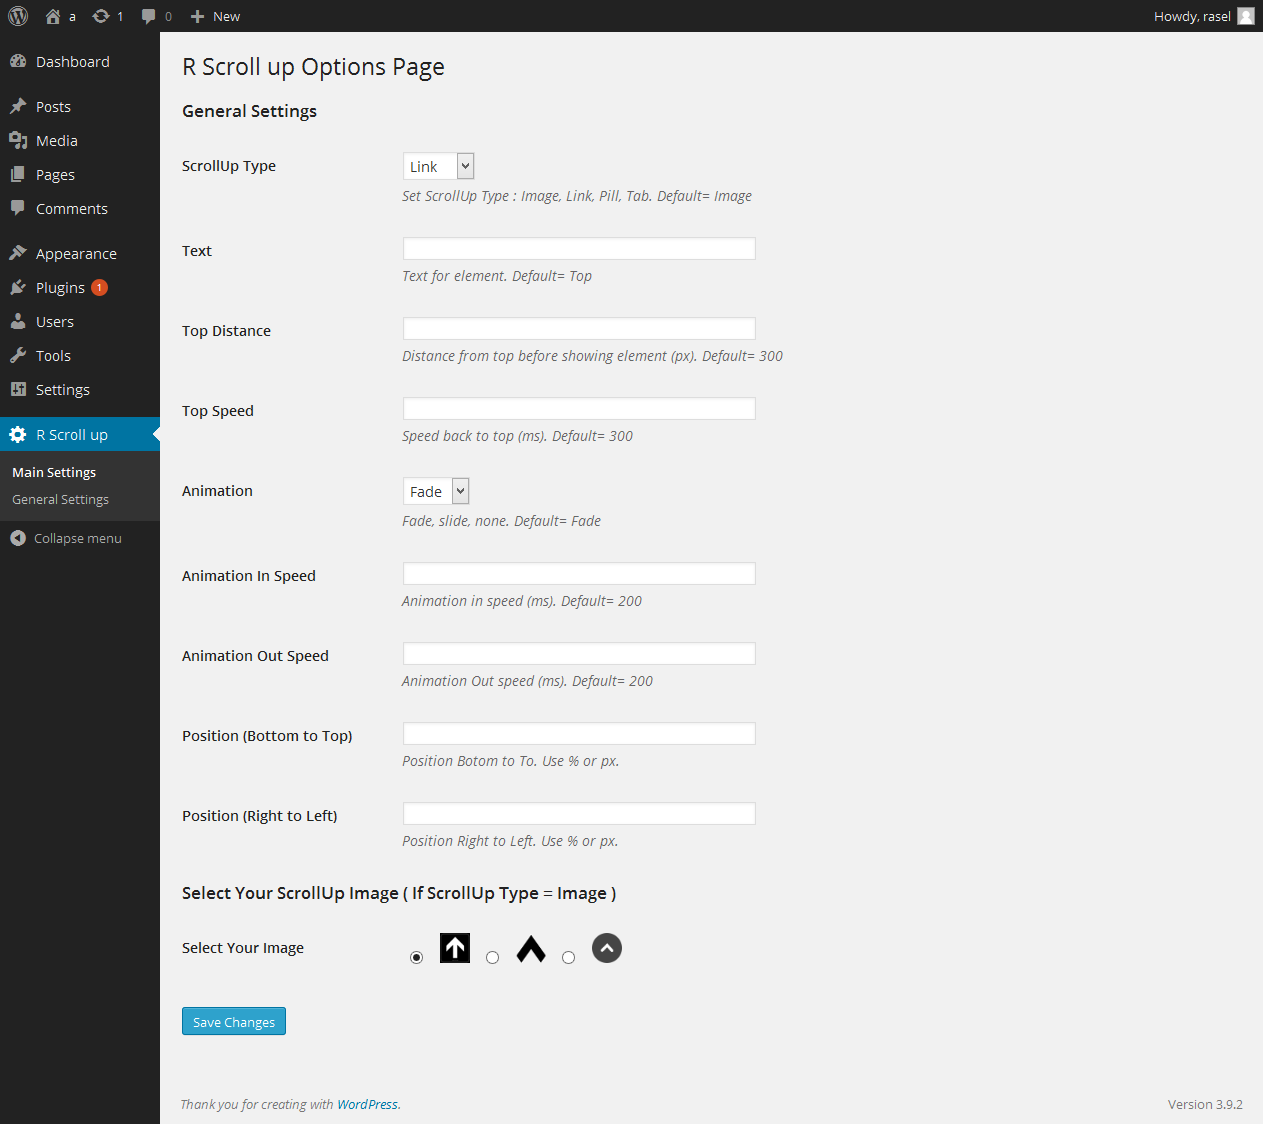 a 1 0 New Howdy, rasel
Dashboard
Posts
Media
Pages
Comments
Appearance
Plugins 1
Users
Tools
Settings
R Scroll up
Main Settings
General Settings
Collapse menu
R Scroll up Options Page
General Settings
ScrollUp Type Link
Set ScrollUp Type : Image, Link, Pill, Tab. Default= Image
Text
Text for element. Default= Top
Top Distance
Distance from top before showing element (px). Default= 300
Top Speed
Speed back to top (ms). Default= 300
Animation Fade
Fade, slide, none. Default= Fade
Animation In Speed
Animation in speed (ms). Default= 200
Animation Out Speed
Animation Out speed (ms). Default= 200
Position (Bottom to Top)
Position Botom to To. Use % or px.
Position (Right to Left)
Position Right to Left. Use % or px.
Select Your ScrollUp Image ( If ScrollUp Type = Image )
Select Your Image
Save Changes
Thank you for creating with WordPress. Version 3.9.2